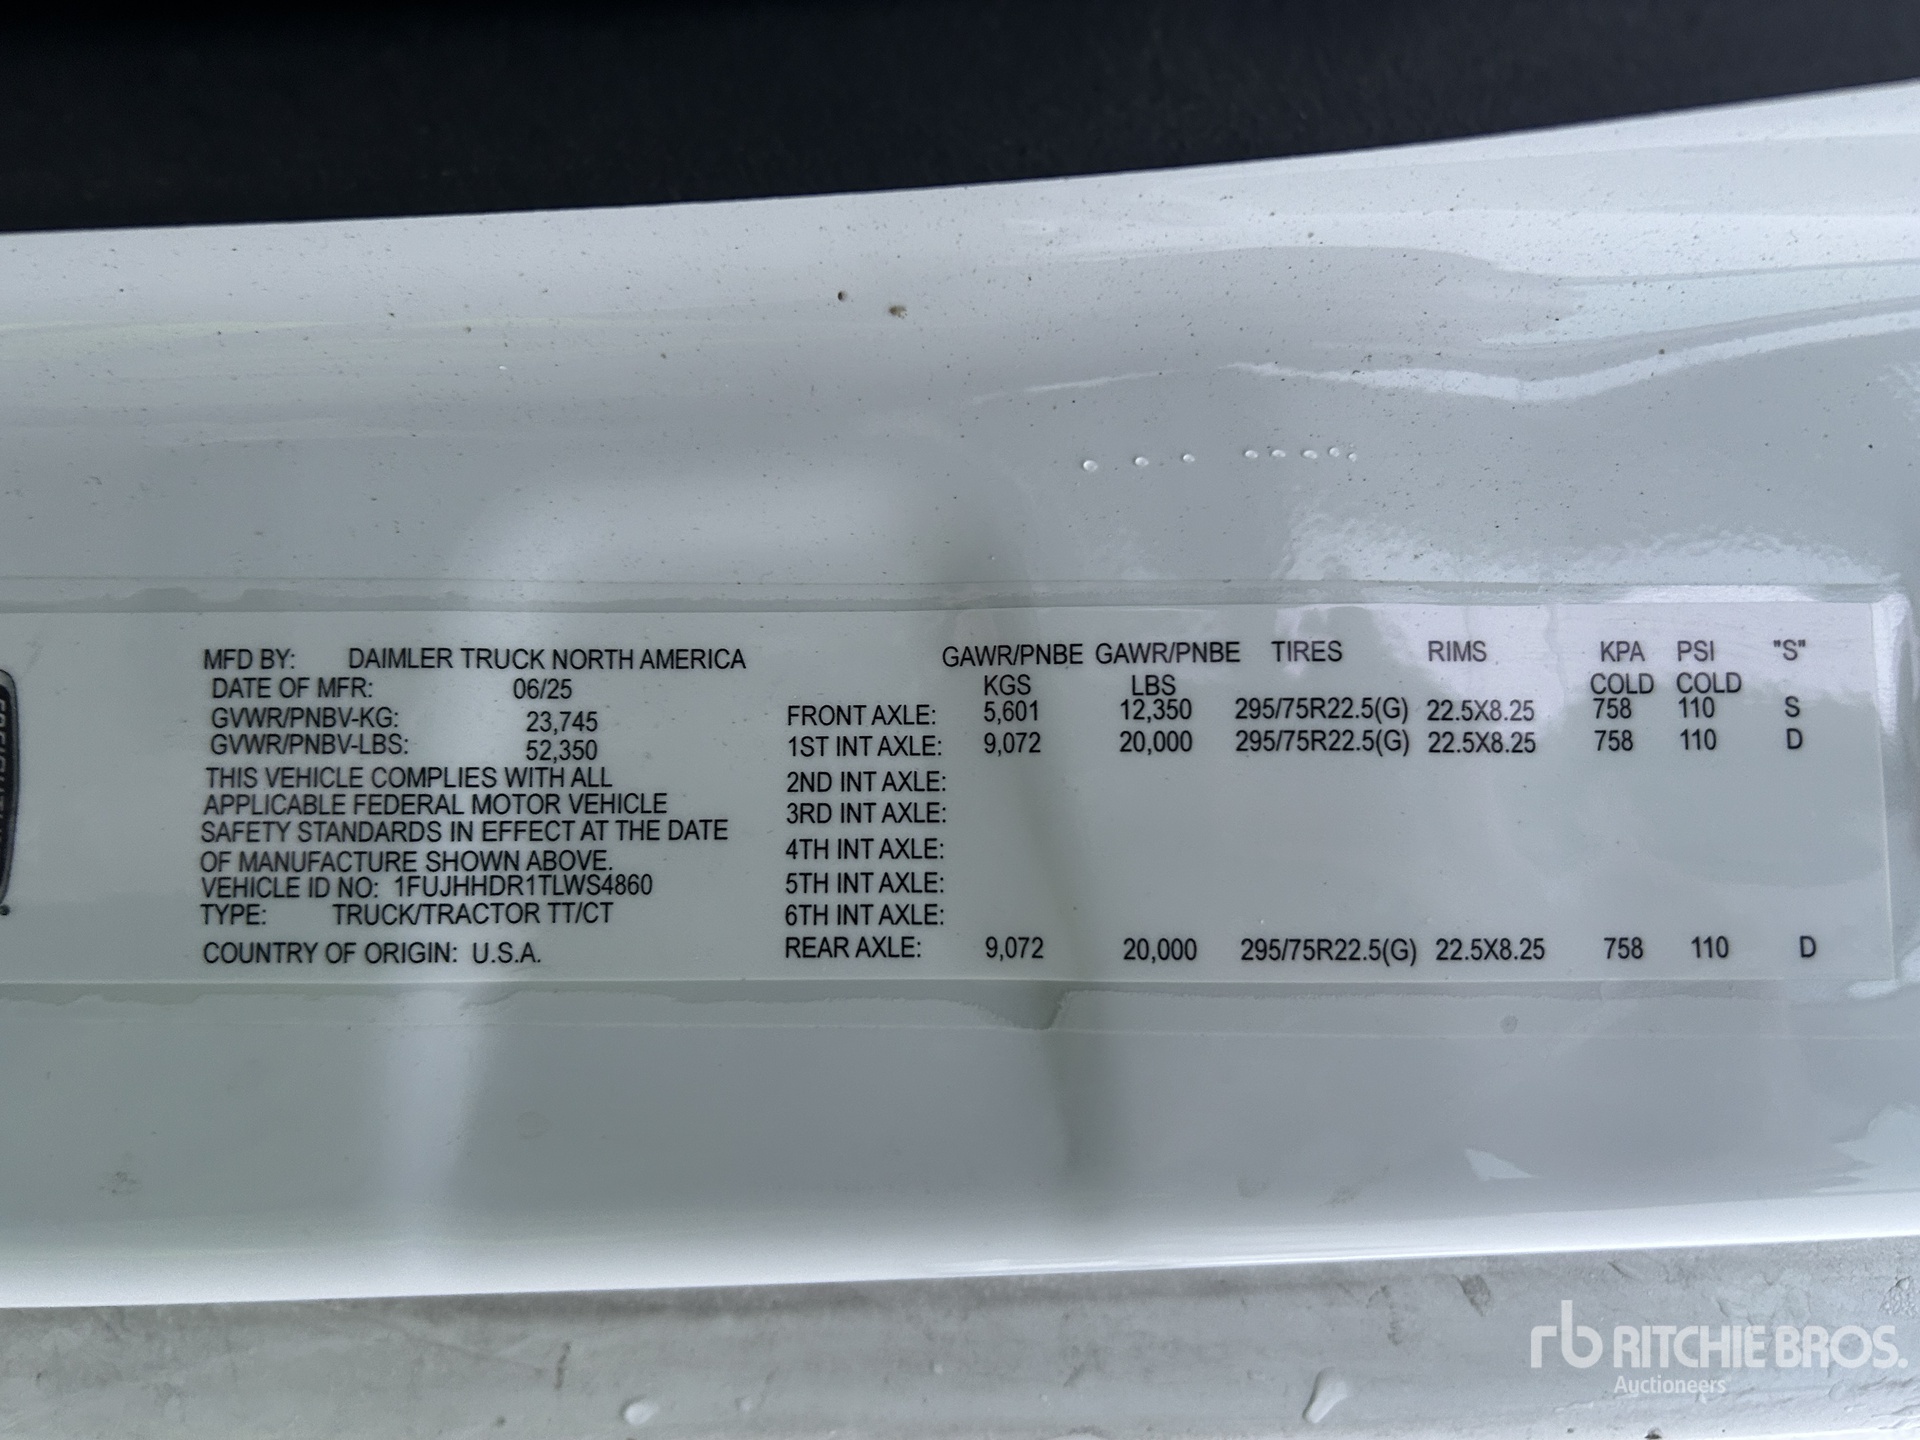 MFD BY: DAIMLER TRUCK NORTH AMERICA
DATE OF MFR: 06/25
GVWR/PNBV-KG: 23,745
GVWR/PNBV-LBS: 52,350
THIS VEHICLE COMPLIES WITH ALL
APPLICABLE FEDERAL MOTOR VEHICLE
SAFETY STANDARDS IN EFFECT AT THE DATE
OF MANUFACTURE SHOWN ABOVE.
VEHICLE ID NO: 1FUJHHDR1TLWS4860
TYPE: TRUCK/TRACTOR TT/CT
COUNTRY OF ORIGIN: U.S.A.
GAWR/PNBE GAWR/PNBE TIRES RIMS KPA PSI "S"
KGS LBS COLD COLD
FRONT AXLE: 5,601 12,350 295/75R22.5(G) 22.5X8.25 758 110 S
1ST INT AXLE: 9,072 20,000 295/75R22.5(G) 22.5X8.25 758 110 D
2ND INT AXLE:
3RD INT AXLE:
4TH INT AXLE:
5TH INT AXLE:
6TH INT AXLE:
REAR AXLE: 9,072 20,000 295/75R22.5(G) 22.5X8.25 758 110 D
rb RITCHIE BROS.
Auctioneers